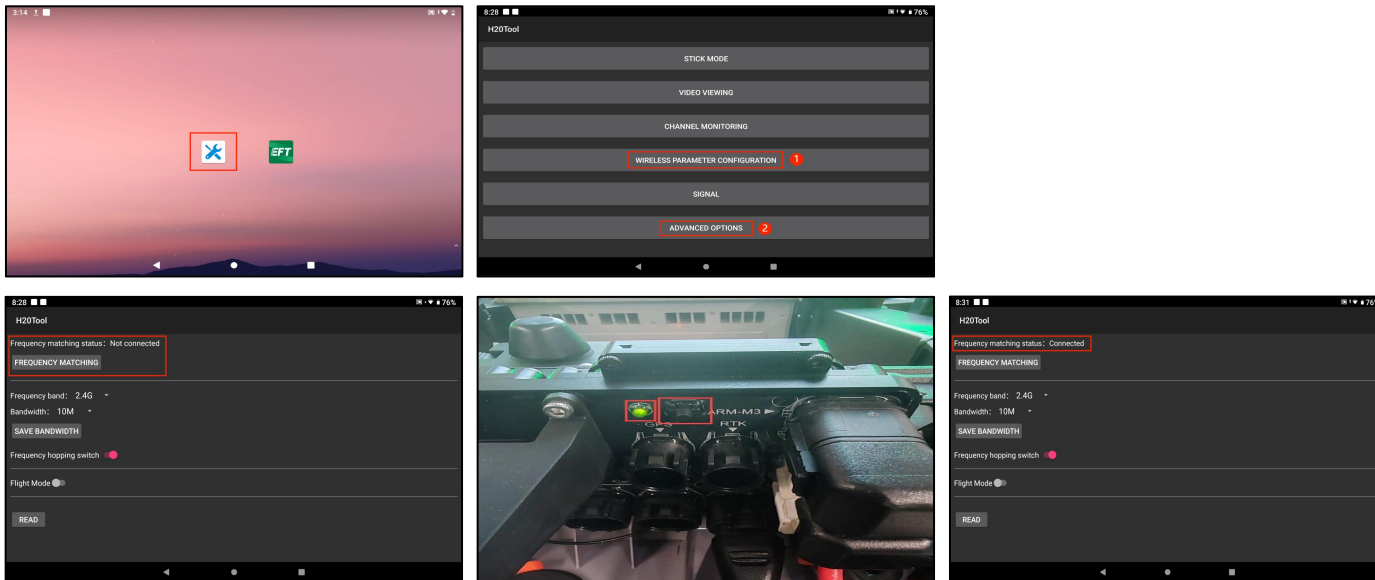 3:14
EFT
8:28
76%
H20Tool
STICK MODE
VIDEO VIEWING
CHANNEL MONITORING
WIRELESS PARAMETER CONFIGURATION 1
SIGNAL
ADVANCED OPTIONS 2
8:28
76%
H20Tool
Frequency matching status: Not connected
FREQUENCY MATCHING
Frequency band: 2.4G
Bandwidth: 10M
SAVE BANDWIDTH
Frequency hopping switch
Flight Mode
READ
ARM-M3
GPS
RTK
8:31
76%
H20Tool
Frequency matching status: Connected
FREQUENCY MATCHING
Frequency band: 2.4G
Bandwidth: 10M
SAVE BANDWIDTH
Frequency hopping switch
Flight Mode
READ